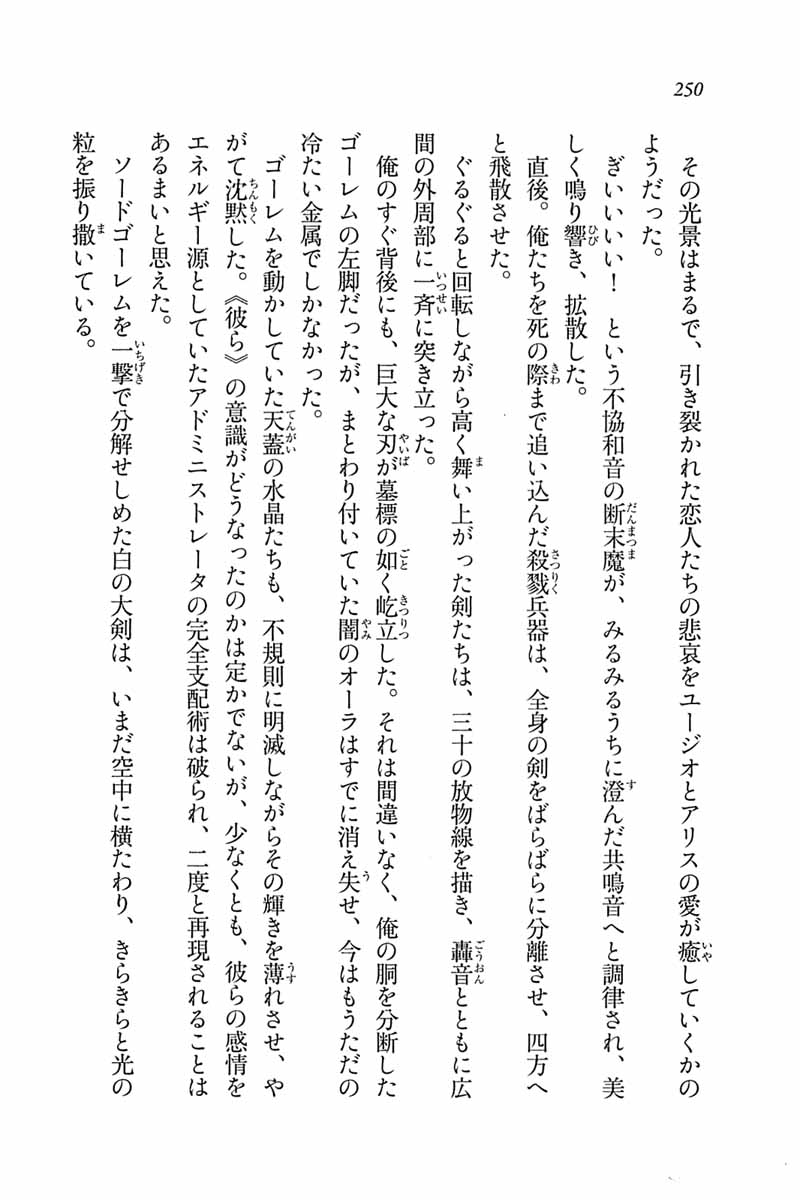 250
その光景はまるで、引き裂かれた恋人たちの悲哀をユージオとアリスの愛が癒していくかの
ようだった。
ぎいいいい！　という不協和音の断末魔が、みるみるうちに澄んだ共鳴音へと調律され、美
しく鳴り響き、拡散した。
直後。俺たちを死の際まで追い込んだ殺戮兵器は、全身の剣をばらばらに分離させ、四方へ
と飛散させた。
ぐるぐると回転しながら高く舞い上がった剣たちは、三十の放物線を描き、轟音とともに広
間の外周部に一斉に突き立った。
俺のすぐ背後にも、巨大な刃が墓標の如く屹立した。それは間違いなく、俺の胴を分断した
ゴーレムの左脚だったが、まとわり付いていた闇のオーラはすでに消え失せ、今はもうただの
冷たい金属でしかなかった。
ゴーレムを動かしていた天蓋の水晶たちも、不規則に明滅しながらその輝きを薄れさせ、や
がて沈黙した。《彼ら》の意識がどうなったのかは定かでないが、少なくとも、彼らの感情を
エネルギー源としていたアドミニストレータの完全支配術は破られ、二度と再現されることは
あるまいと思えた。
ソードゴーレムを一撃で分解せしめた白の大剣は、いまだ空中に横たわり、きらきらと光の
粒を振り撒いている。